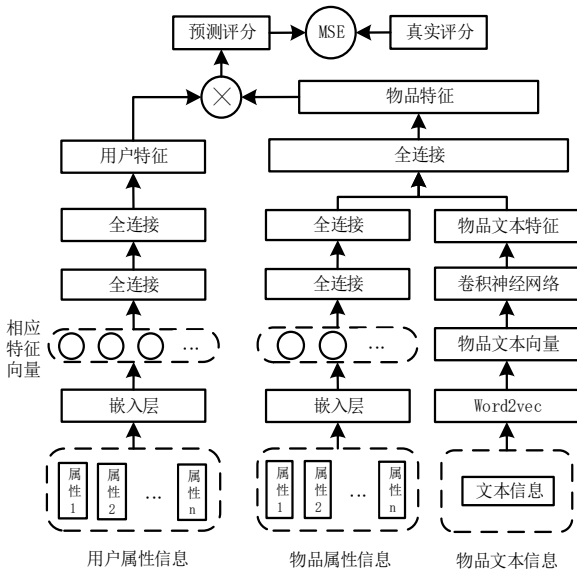 预测评分
MSE
真实评分
物品特征
用户特征
全连接
全连接
全连接
物品文本特征
全连接
全连接
卷积神经网络
相应
特征
向量
...
...
物品文本向量
嵌入层
嵌入层
Word2vec
属性1
属性2
...
属性n
属性1
属性2
...
属性n
文本信息
用户属性信息
物品属性信息
物品文本信息